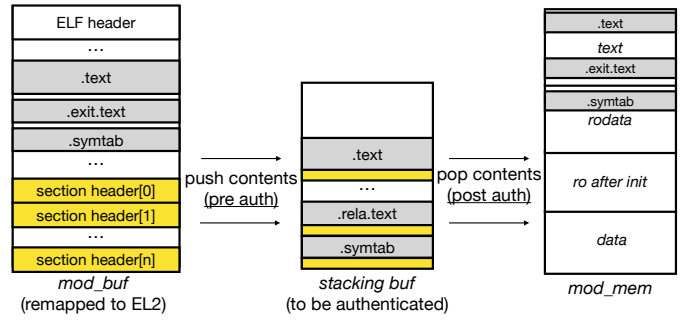 ELF header
...
.text
.exit.text
.symtab
...
section header[0]
section header[1]
...
section header[n]
mod_buf
(remapped to EL2)
push contents
(pre auth)
.text
...
.rela.text
.symtab
stacking buf
(to be authenticated)
pop contents
(post auth)
.text
text
.exit.text
.symtab
rodata
ro after init
data
mod_mem